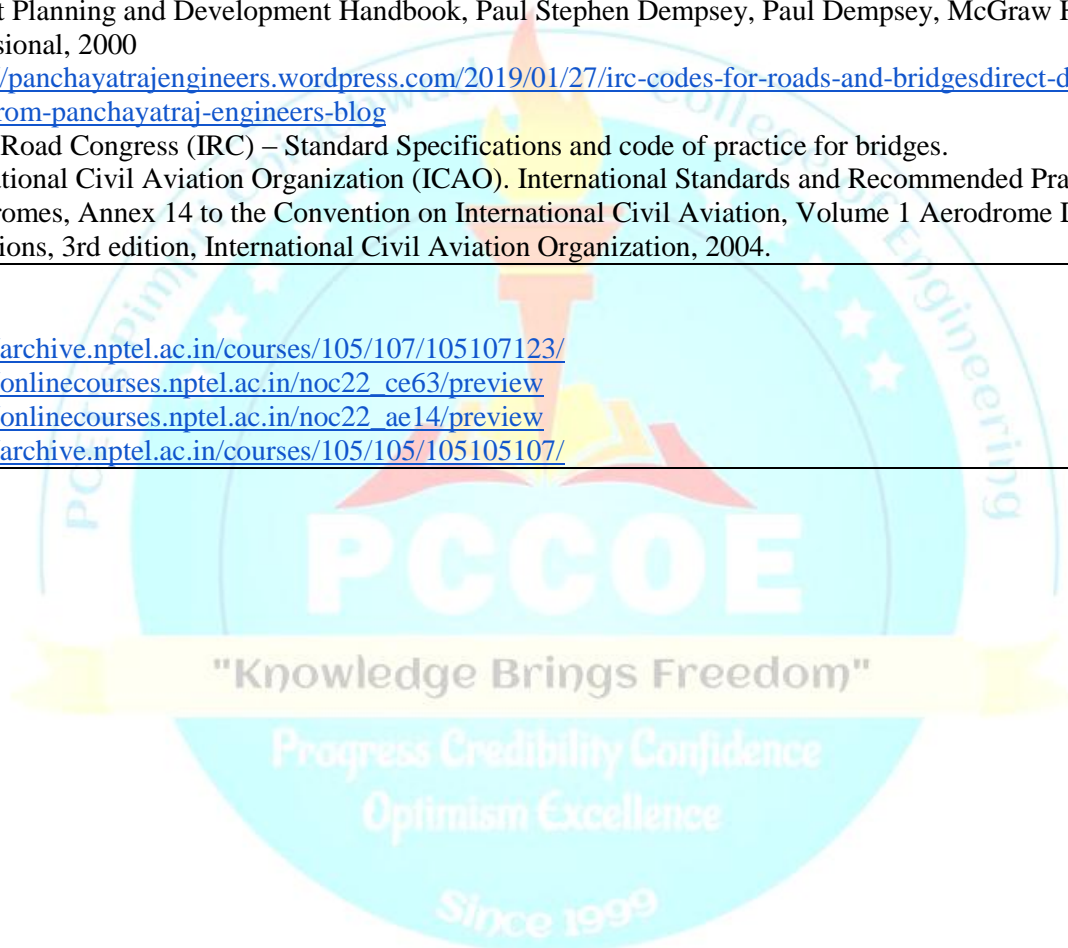 t Planning and Development Handbook, Paul Stephen Dempsey, Paul Dempsey, McGraw H
sional, 2000
/panchayatrajengineers.wordpress.com/2019/01/27/irc-codes-for-roads-and-bridgesdirect-d
rom-panchayatraj-engineers-blog
Road Congress (IRC) – Standard Specifications and code of practice for bridges.
tional Civil Aviation Organization (ICAO). International Standards and Recommended Pra
romes, Annex 14 to the Convention on International Civil Aviation, Volume 1 Aerodrome D
ions, 3rd edition, International Civil Aviation Organization, 2004.
archive.nptel.ac.in/courses/105/107/105107123/
onlinecourses.nptel.ac.in/noc22_ce63/preview
onlinecourses.nptel.ac.in/noc22_ae14/preview
archive.nptel.ac.in/courses/105/105/105105107/
College of Engineering
PCCOE
"Knowledge Brings Freedom"
Progress Credibility Confidence
Optimism Excellence
Since 1999